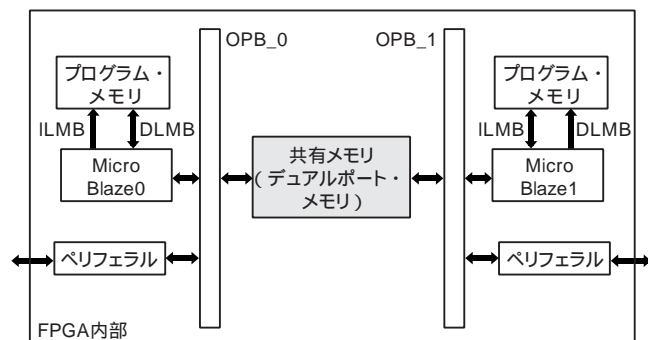 OPB_0
OPB_1
プログラム・
メモリ
ILMB
DLMB
Micro
Blaze0
ペリフェラル
共有メモリ
(デュアルポート・
メモリ)
プログラム・
メモリ
ILMB
DLMB
Micro
Blaze1
ペリフェラル
FPGA内部